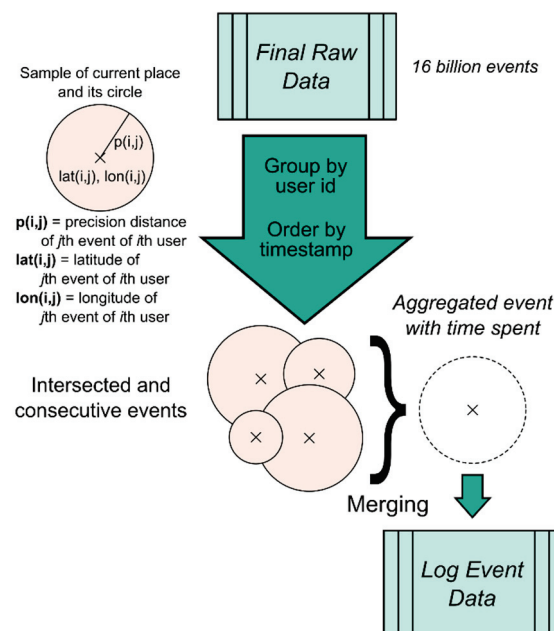 Final Raw
Data
16 billion events
Sample of current place
and its circle
p(i,j)
lat(i,j), lon(i,j)
p(i,j) = precision distance
of jth event of ith user
lat(i,j) = latitude of
jth event of ith user
lon(i,j) = longitude of
jth event of ith user
Group by
user id
Order by
timestamp
Aggregated event
with time spent
Intersected and
consecutive events
Merging
Log Event
Data